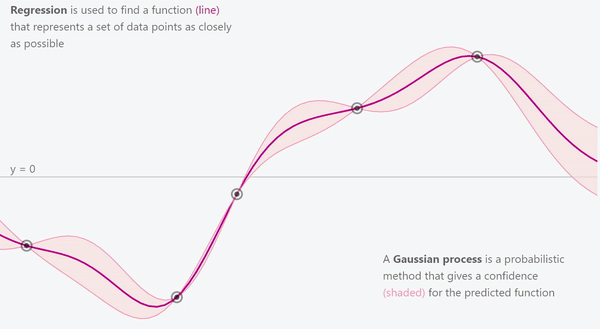 Regression is used to find a function (line)
that represents a set of data points as closely
as possible
y = 0
A Gaussian process is a probabilistic
method that gives a confidence
(shaded) for the predicted function